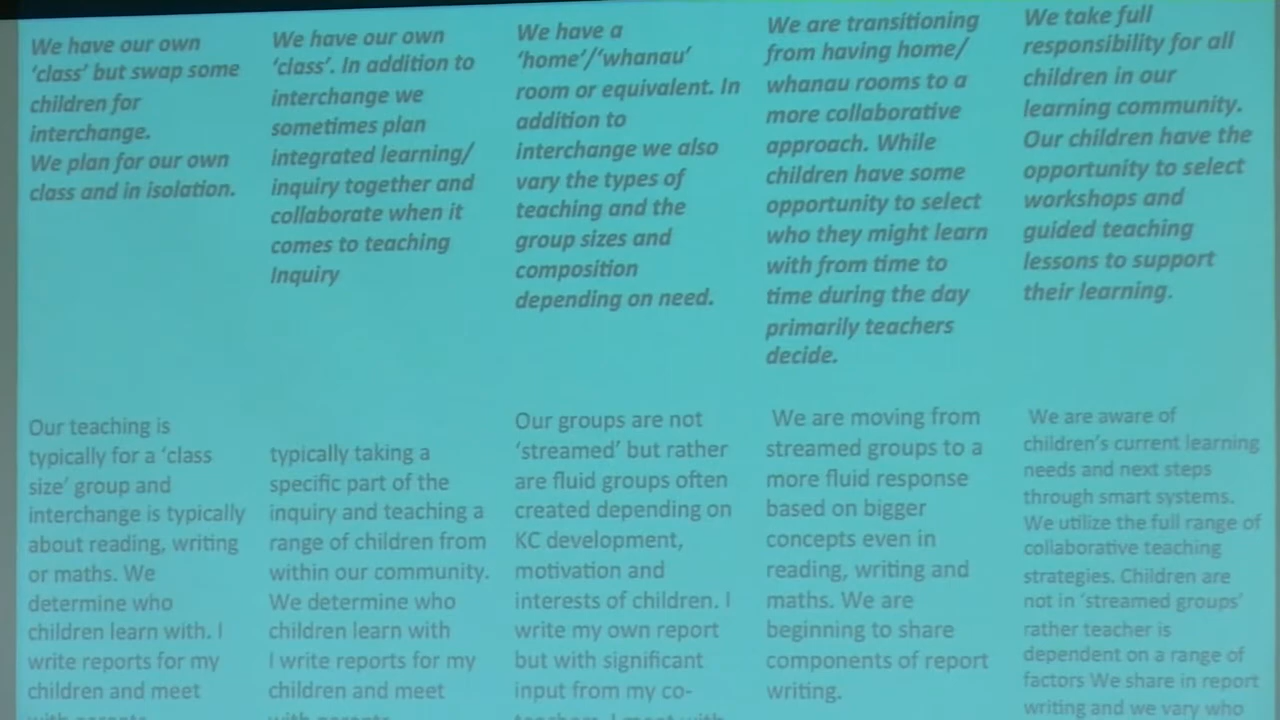 We have our own
‘class’ but swap some
children for
interchange.
We plan for our own
class and in isolation.
We have our own
‘class’. In addition to
interchange we
sometimes plan
integrated learning/
inquiry together and
collaborate when it
comes to teaching
Inquiry
We have a
‘home’/‘whanau’
room or equivalent. In
addition to
interchange we also
vary the types of
teaching and the
group sizes and
composition
depending on need.
We are transitioning
from having home/
whanau rooms to a
more collaborative
approach. While
children have some
opportunity to select
who they might learn
with from time to
time during the day
primarily teachers
decide.
We take full
responsibility for all
children in our
learning community.
Our children have the
opportunity to select
workshops and
guided teaching
lessons to support
their learning.
Our teaching is
typically for a ‘class
size’ group and
interchange is typically
about reading, writing
or maths. We
determine who
children learn with. I
write reports for my
children and meet
with parents
typically taking a
specific part of the
inquiry and teaching a
range of children from
within our community.
We determine who
children learn with
I write reports for my
children and meet
with parents
Our groups are not
‘streamed’ but rather
are fluid groups often
created depending on
KC development,
motivation and
interests of children. I
write my own report
but with significant
input from my co-
teachers. I meet with
We are moving from
streamed groups to a
more fluid response
based on bigger
concepts even in
reading, writing and
maths. We are
beginning to share
components of report
writing.
We are aware of
children’s current learning
needs and next steps
through smart systems.
We utilize the full range of
collaborative teaching
strategies. Children are
not in ‘streamed groups’
rather teacher is
dependent on a range of
factors We share in report
writing and we vary who